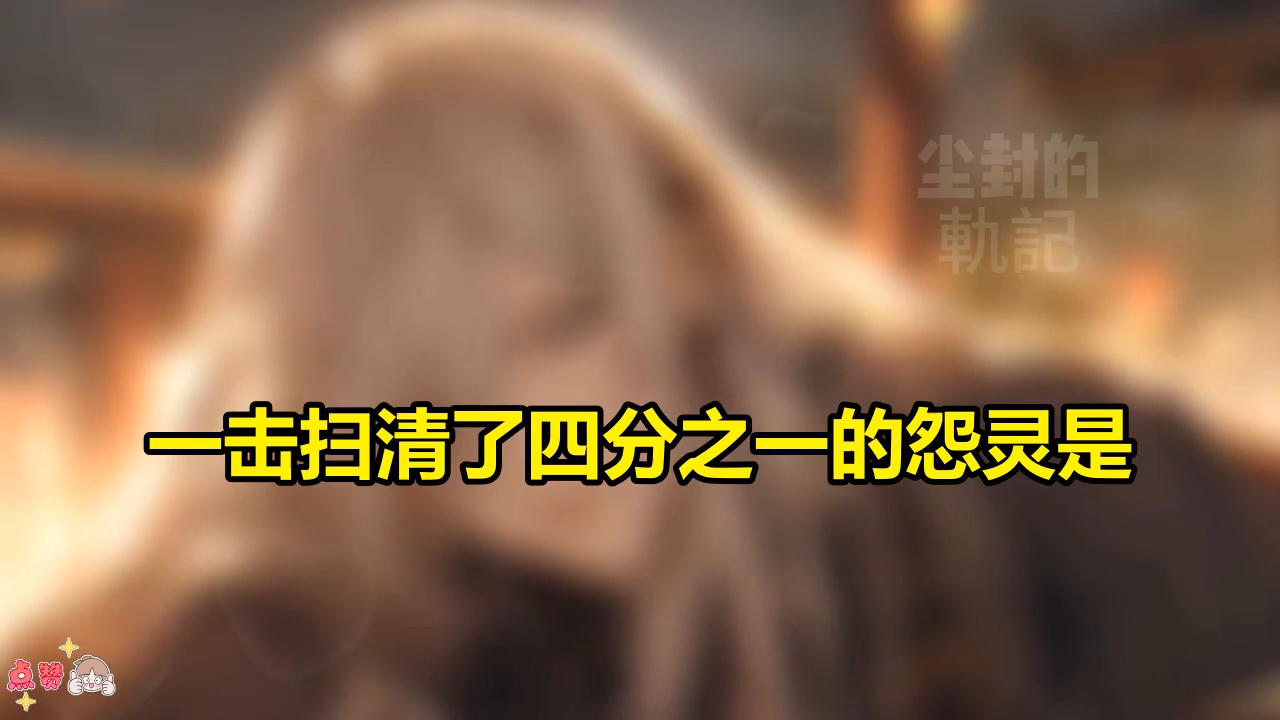 尘封的
軌記
一击扫清了四分之一的怨灵是
点赞